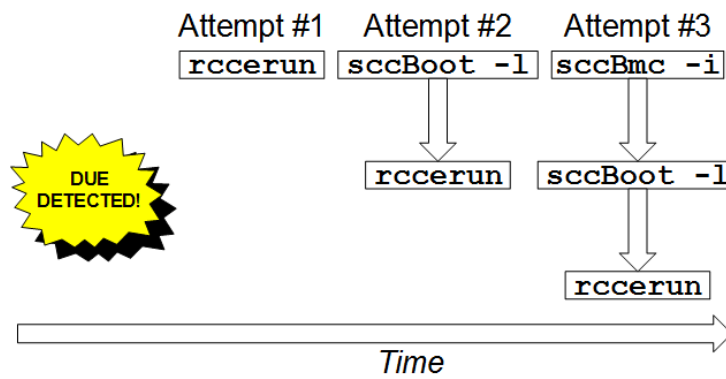 Attempt #1 Attempt #2 Attempt #3
rccerun sccBoot -l sccBmc -i
DUE
DETECTED!
rccerun sccBoot -l
rccerun
Time